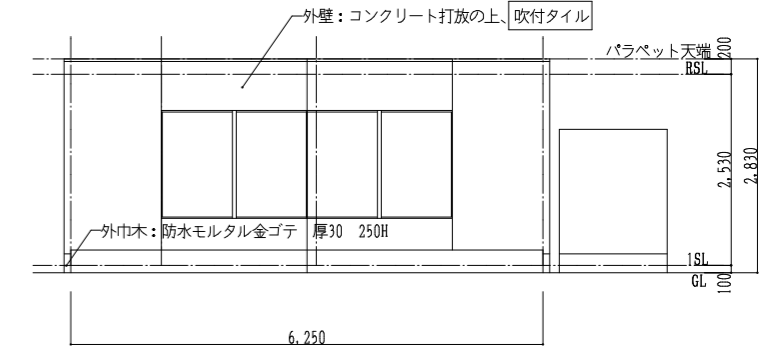 外壁：コンクリート打放の上、吹付タイル
パラペット天端
200
RSL
2,530
2,830
外巾木：防水モルタル金ゴテ　厚30　250H
1SL
GL
100
6,250